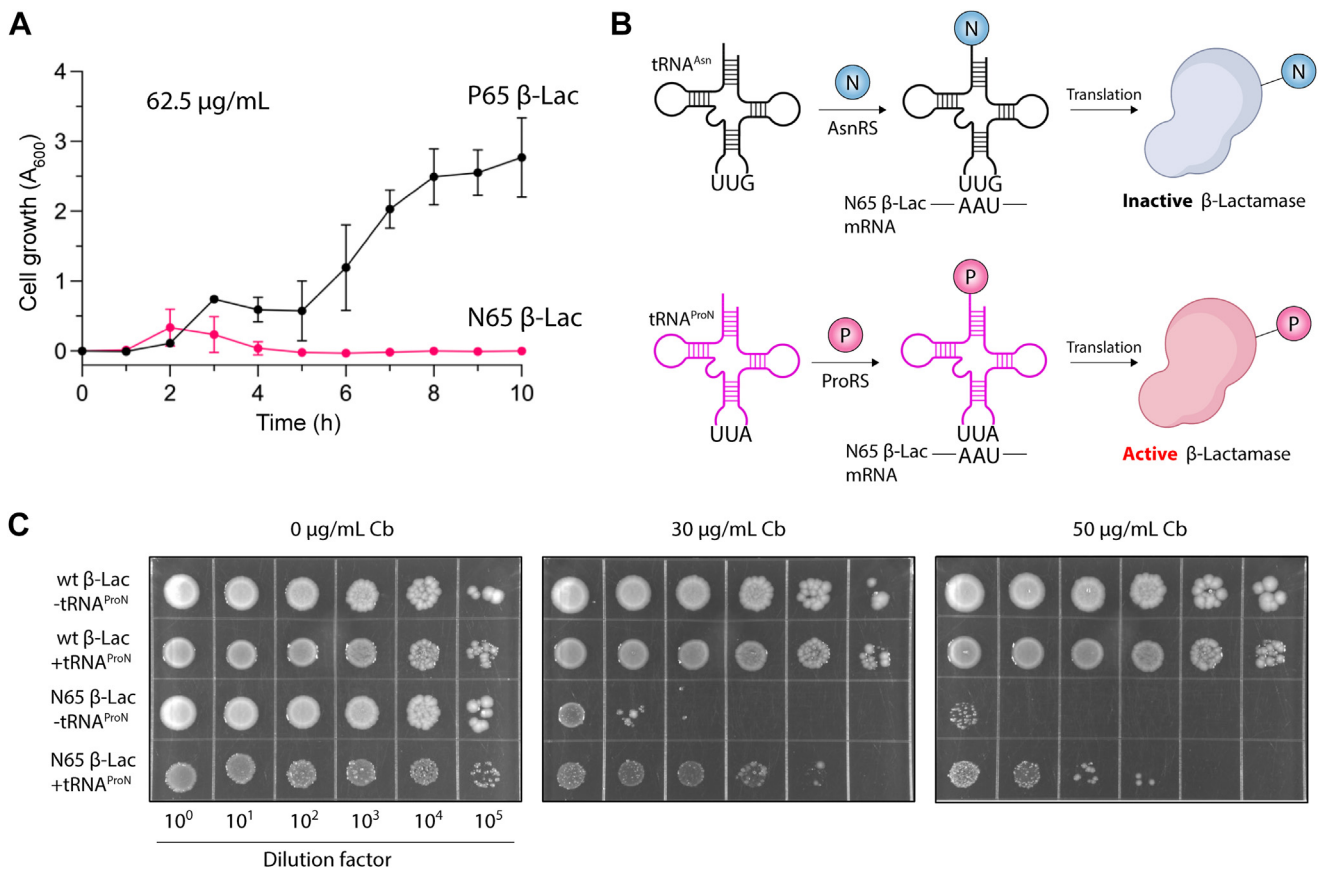 A
62.5 µg/mL
P65 β-Lac
N65 β-Lac
Cell growth (A600)
4
3
2
1
0
0 2 4 6 8 10
Time (h)
B
tRNAAsn
UUG
N
AsnRS
N
UUG
N65 β-Lac AAU
mRNA
Translation
N
Inactive β-Lactamase
tRNAProN
UUA
P
ProRS
P
UUA
N65 β-Lac AAU
mRNA
Translation
P
Active β-Lactamase
C
0 µg/mL Cb
30 µg/mL Cb
50 µg/mL Cb
wt β-Lac
-tRNAProN
wt β-Lac
+tRNAProN
N65 β-Lac
-tRNAProN
N65 β-Lac
+tRNAProN
10⁰ 10¹ 10² 10³ 10⁴ 10⁵
Dilution factor